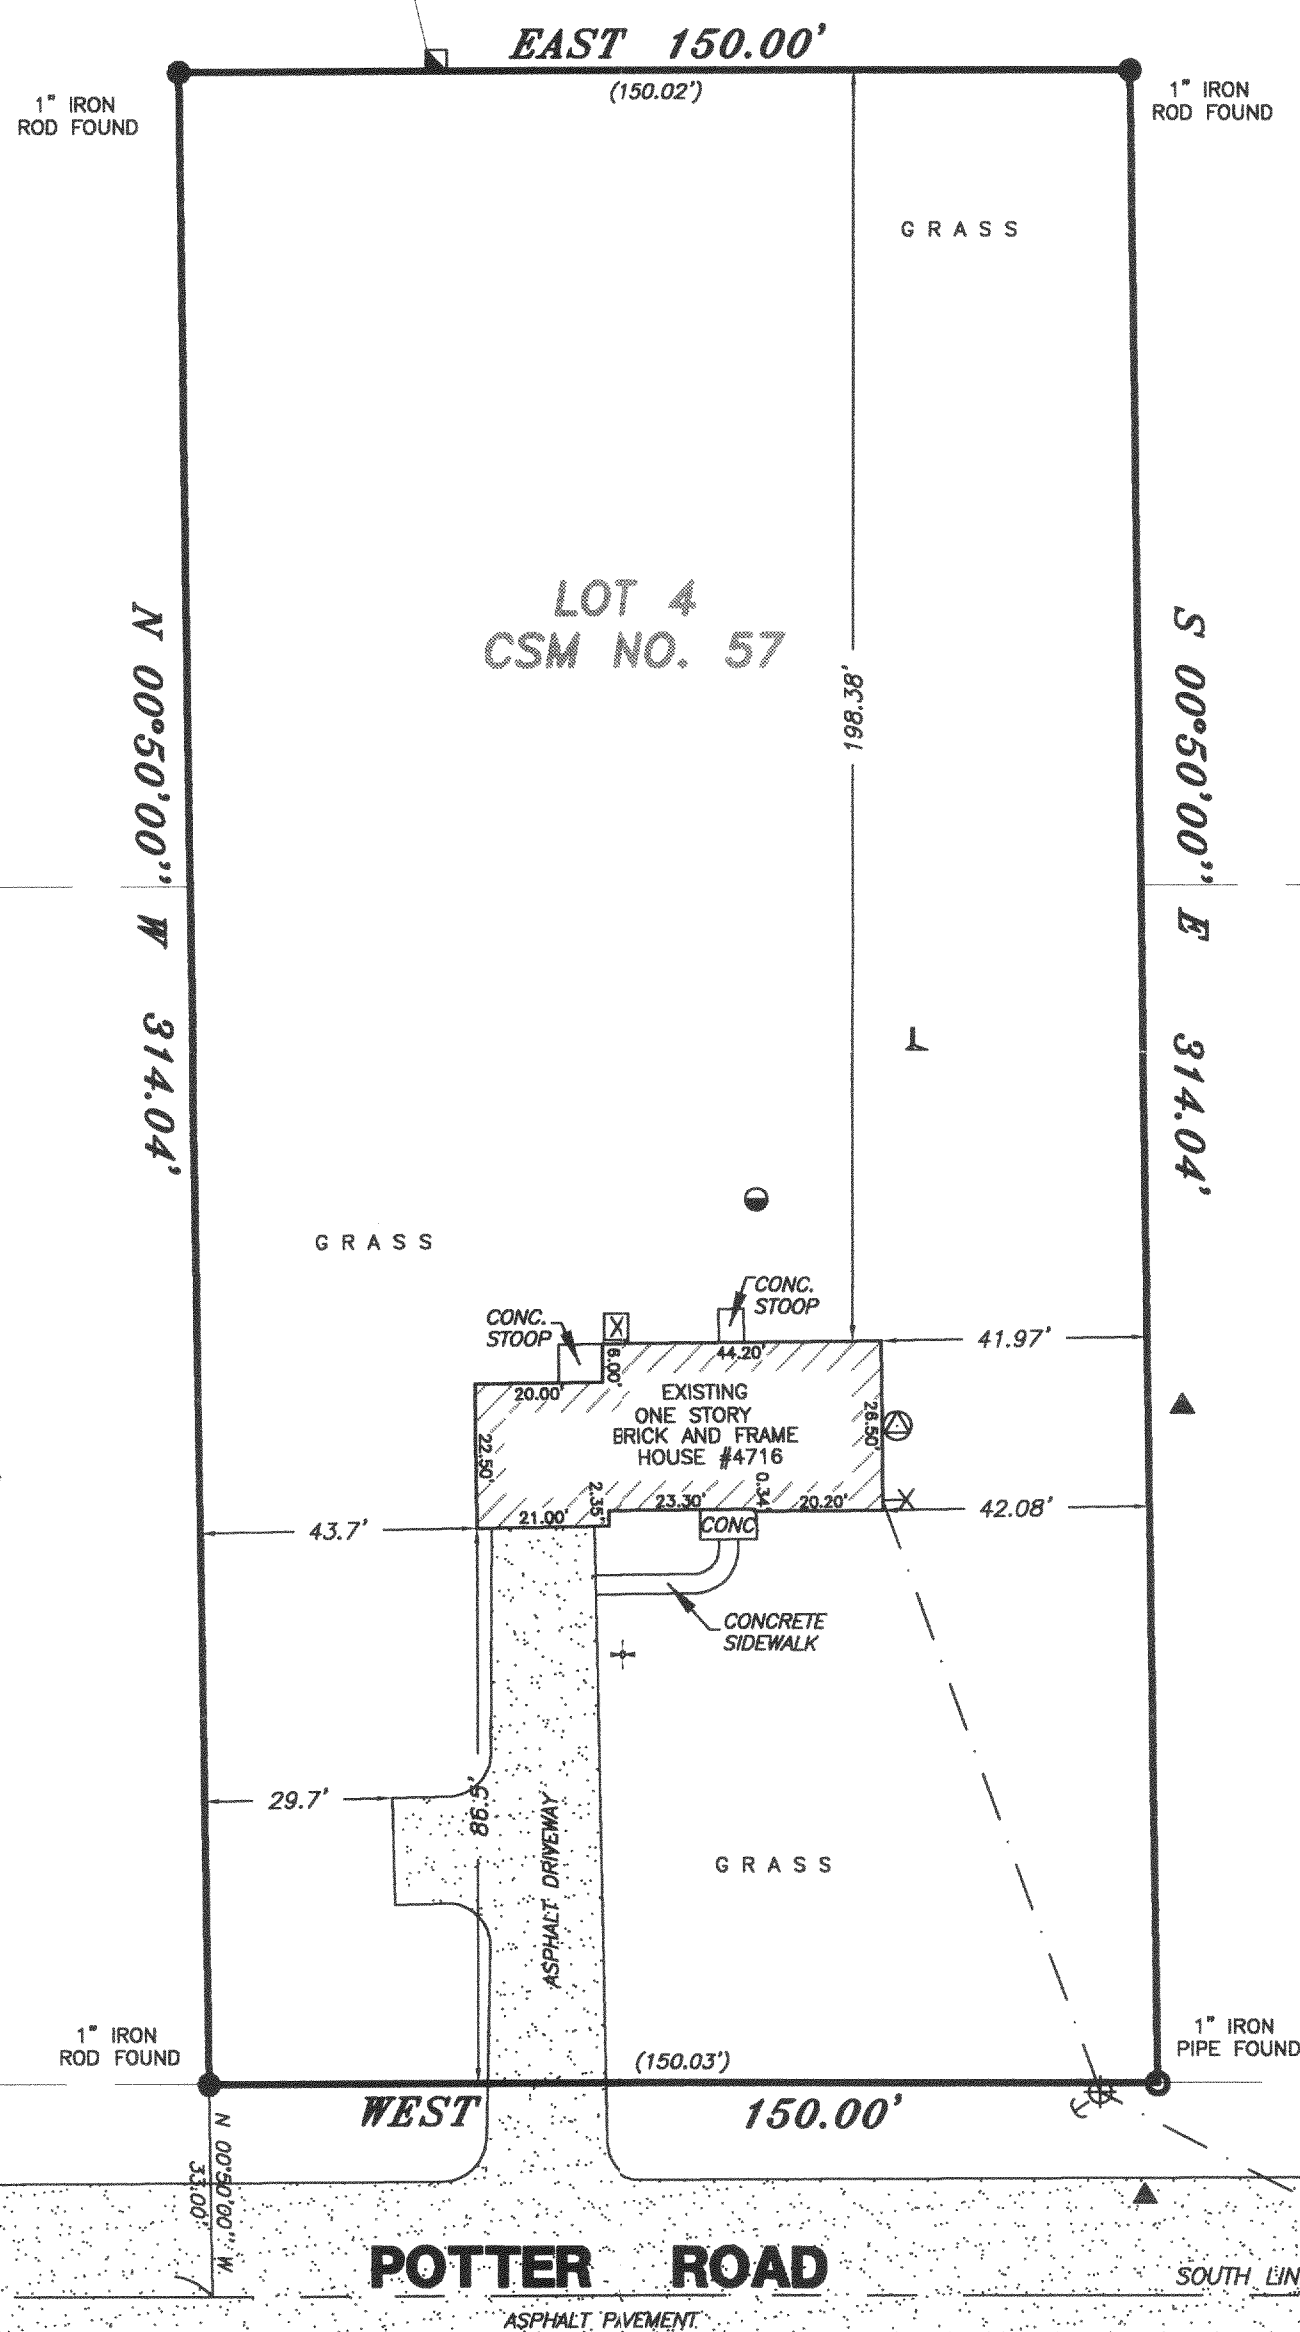 EAST 150.00'
(150.02')
1" IRON
ROD FOUND
1" IRON
ROD FOUND
GRASS
LOT 4
CSM NO. 57
198.38'
N 00°50'00" W 314.04'
S 00°50'00" E 314.04'
GRASS
CONC.
STOOP
CONC.
STOOP
X
6.00'
44.20'
41.97'
20.00'
EXISTING
ONE STORY
BRICK AND FRAME
HOUSE #4716
26.50'
22.50'
2.35'
23.30'
0.34'
20.20'
21.00'
CONC
X
42.08'
43.7'
CONCRETE
SIDEWALK
29.7'
86.5'
ASPHALT DRIVEWAY
GRASS
1" IRON
ROD FOUND
(150.03')
1" IRON
PIPE FOUND
WEST 150.00'
N 00°50'00" W
33.00'
POTTER ROAD
SOUTH LIN
ASPHALT PAVEMENT